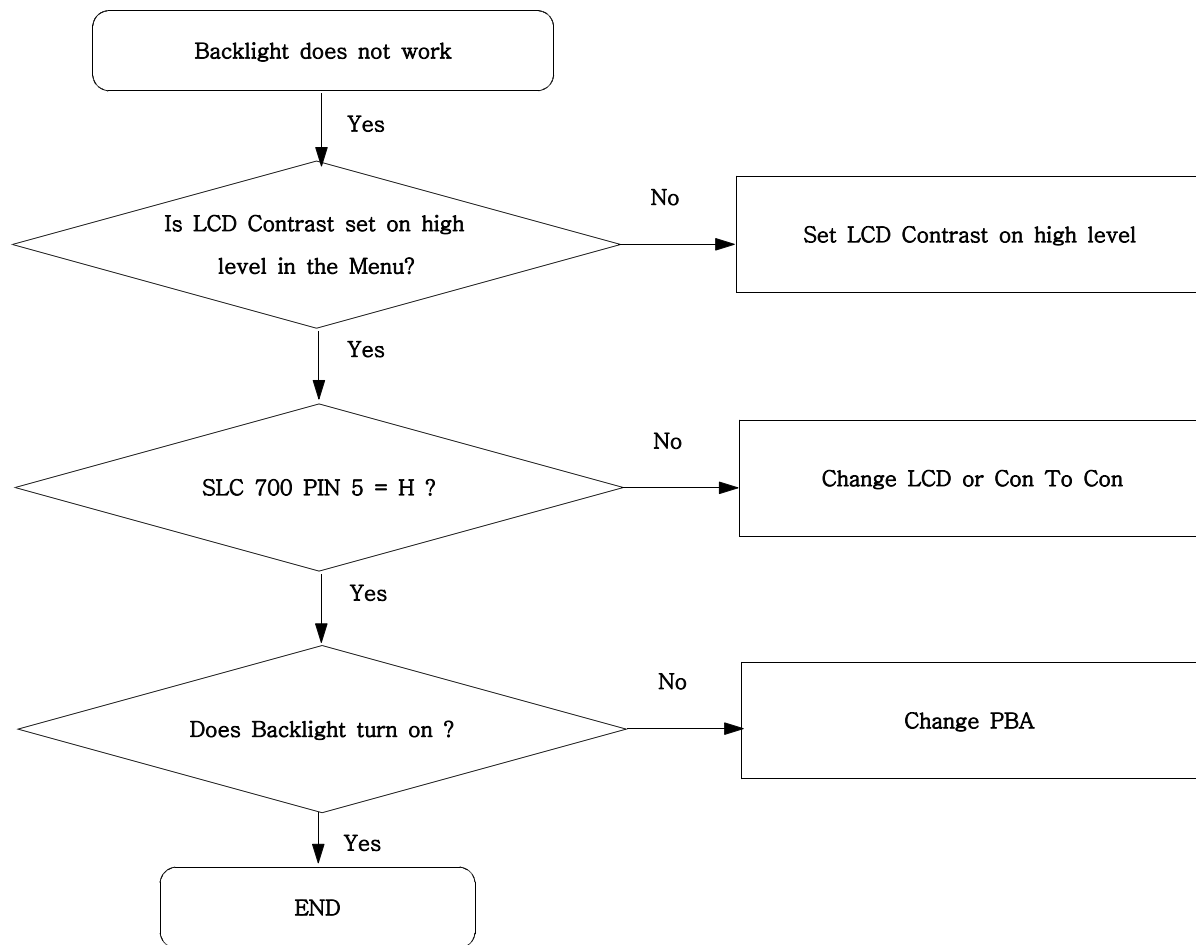 Backlight does not work
Yes
Is LCD Contrast set on high
level in the Menu?
No
Set LCD Contrast on high level
Yes
SLC 700 PIN 5 = H ?
No
Change LCD or Con To Con
Yes
Does Backlight turn on ?
No
Change PBA
Yes
END